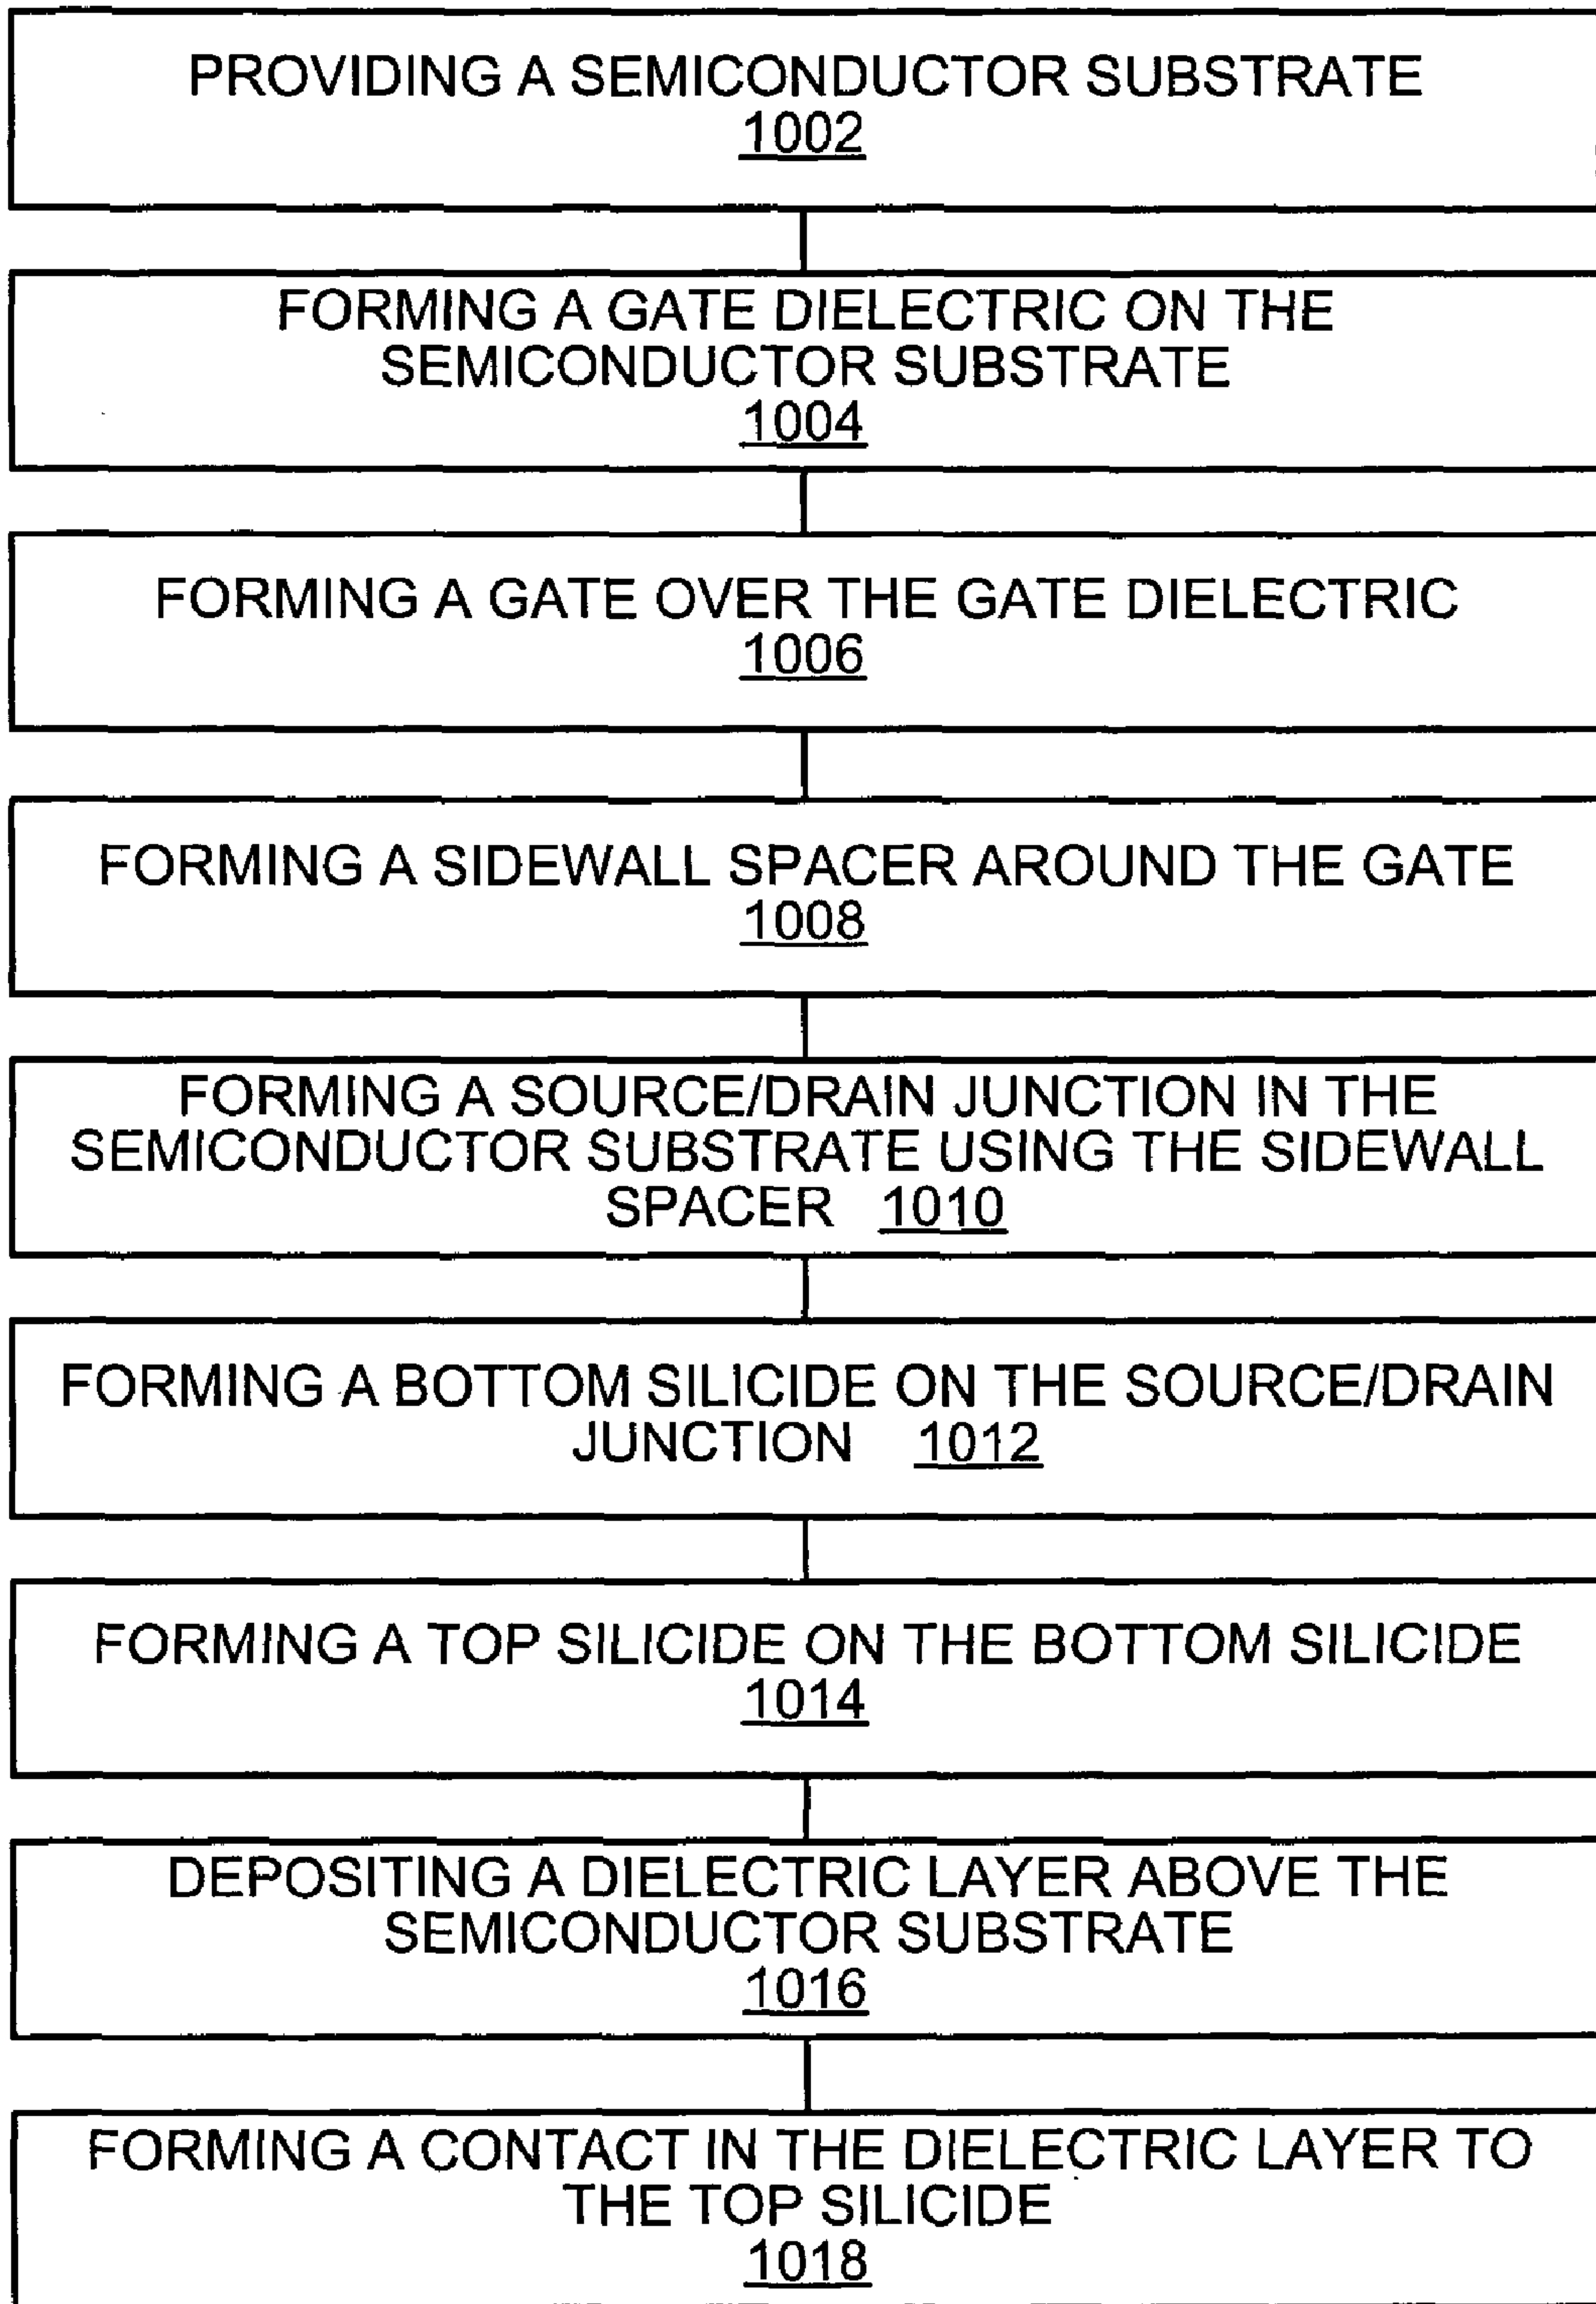 PROVIDING A SEMICONDUCTOR SUBSTRATE
1002
FORMING A GATE DIELECTRIC ON THE
SEMICONDUCTOR SUBSTRATE
1004
FORMING A GATE OVER THE GATE DIELECTRIC
1006
FORMING A SIDEWALL SPACER AROUND THE GATE
1008
FORMING A SOURCE/DRAIN JUNCTION IN THE
SEMICONDUCTOR SUBSTRATE USING THE SIDEWALL
SPACER 1010
FORMING A BOTTOM SILICIDE ON THE SOURCE/DRAIN
JUNCTION 1012
FORMING A TOP SILICIDE ON THE BOTTOM SILICIDE
1014
DEPOSITING A DIELECTRIC LAYER ABOVE THE
SEMICONDUCTOR SUBSTRATE
1016
FORMING A CONTACT IN THE DIELECTRIC LAYER TO
THE TOP SILICIDE
1018